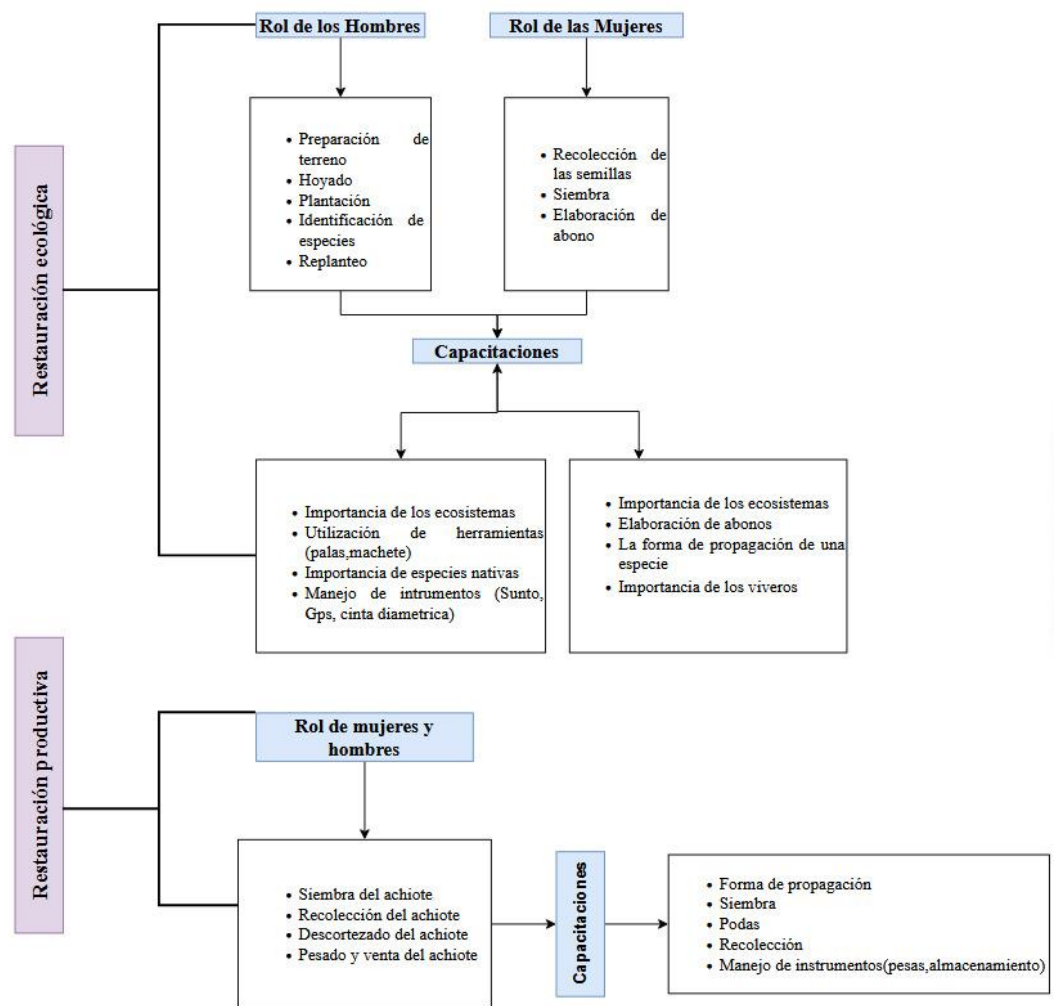 Restauración ecológica
Rol de los Hombres
Rol de las Mujeres
• Preparación de
terreno
• Hoyado
• Plantación
• Identificación de
especies
• Replanteo
• Recolección de
las semillas
• Siembra
• Elaboración de
abono
Capacitaciones
• Importancia de los ecosistemas
• Utilización de herramientas
(palas,machete)
• Importancia de especies nativas
• Manejo de intrumentos (Sunto,
Gps, cinta diametrica)
• Importancia de los ecosistemas
• Elaboración de abonos
• La forma de propagación de una
especie
• Importancia de los viveros
Restauración productiva
Rol de mujeres y
hombres
• Siembra del achiote
• Recolección del achiote
• Descortezado del achiote
• Pesado y venta del achiote
Capacitaciones
• Forma de propagación
• Siembra
• Podas
• Recolección
• Manejo de instrumentos(pesas,almacenamiento)